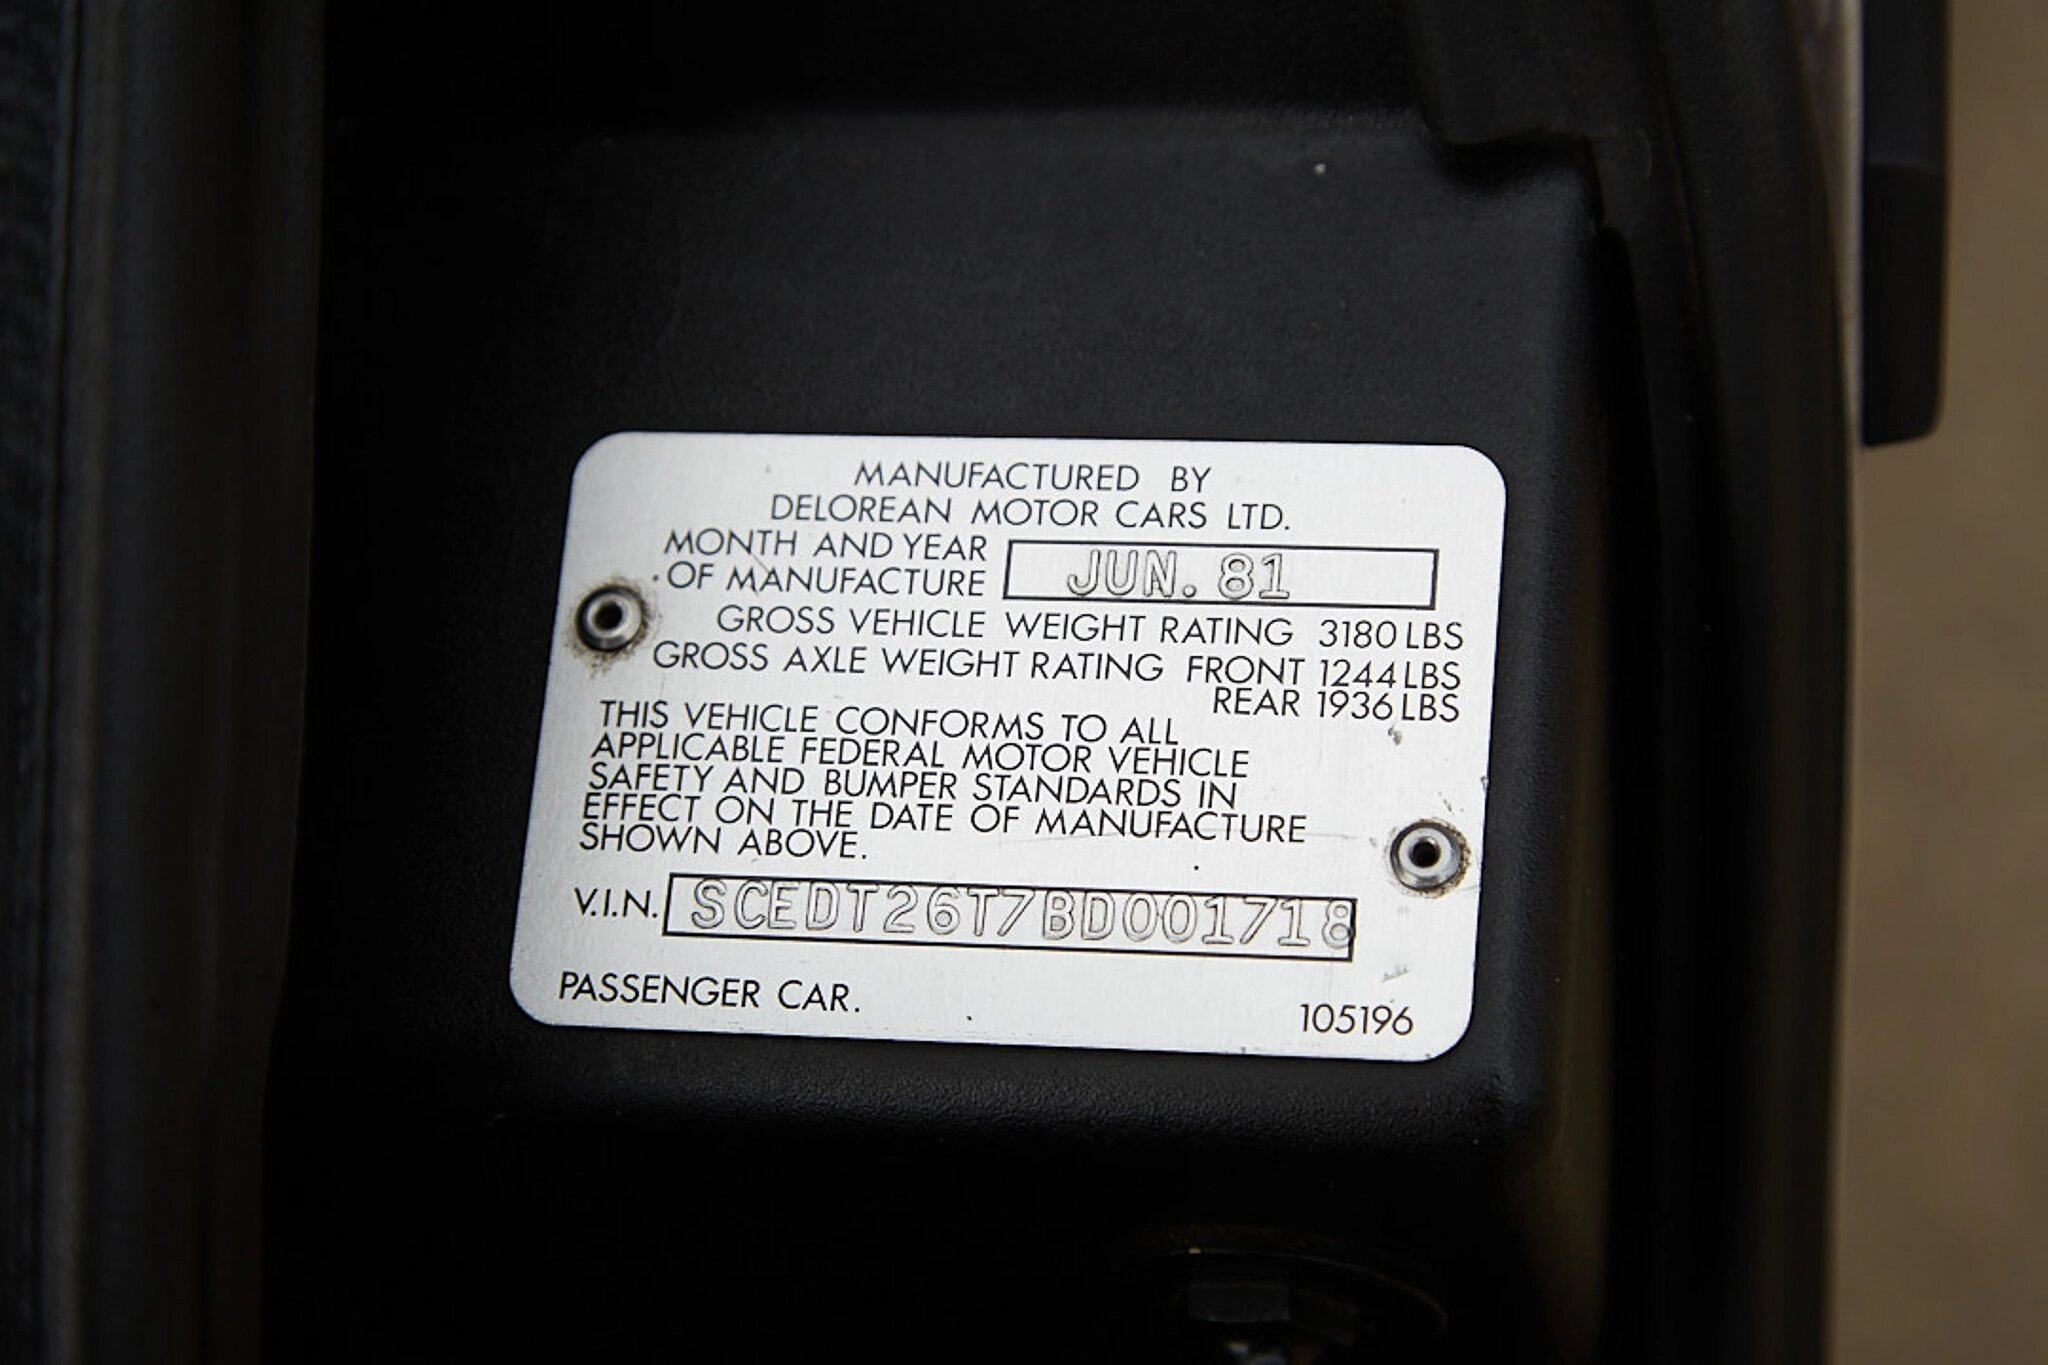 MANUFACTURED BY
DELOREAN MOTOR CARS LTD.
MONTH AND YEAR
OF MANUFACTURE JUN. 81
GROSS VEHICLE WEIGHT RATING 3180 LBS
GROSS AXLE WEIGHT RATING FRONT 1244 LBS
REAR 1936 LBS
THIS VEHICLE CONFORMS TO ALL
APPLICABLE FEDERAL MOTOR VEHICLE
SAFETY AND BUMPER STANDARDS IN
EFFECT ON THE DATE OF MANUFACTURE
SHOWN ABOVE.
V.I.N. SCEDT26T7BD001718
PASSENGER CAR. 105196